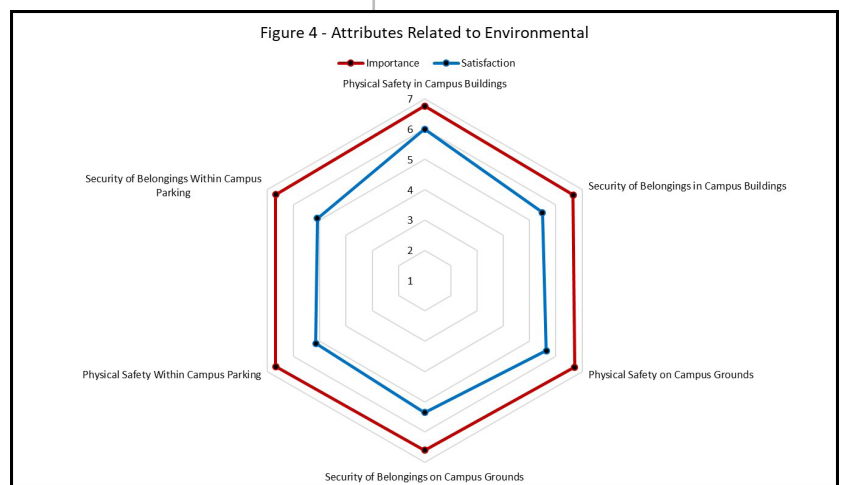 Figure 4 - Attributes Related to Environmental
Importance Satisfaction
Physical Safety in Campus Buildings
7
6
5
4
3
2
1
Security of Belongings Within Campus
Parking
Security of Belongings in Campus Buildings
Physical Safety Within Campus Parking
Physical Safety on Campus Grounds
Security of Belongings on Campus Grounds